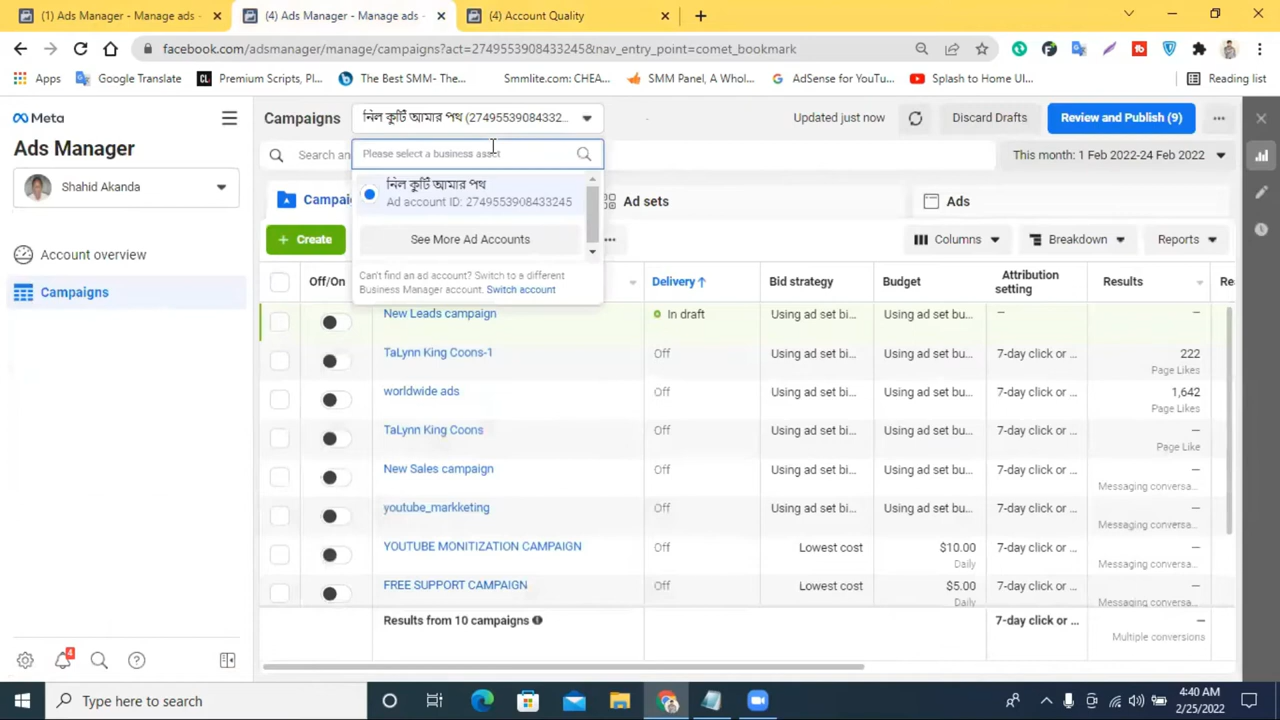 (1) Ads Manager - Manage ads -
(4) Ads Manager - Manage ads -
(4) Account Quality
facebook.com/adsmanager/manage/campaigns?act=2749553908433245&nav_entry_point=comet_bookmark
Apps
Google Translate
Premium Scripts, Pl...
The Best SMM- The...
Smmlite.com: CHEA...
SMM Panel, A Whol...
AdSense for YouTu...
Splash to Home UI...
Reading list
Meta
Ads Manager
Shahid Akanda
Account overview
Campaigns
Campaigns
নিল কুটি আমার পথ (27495539084332...
Updated just now
Discard Drafts
Review and Publish (9)
Search an
Please select a business asset
This month: 1 Feb 2022-24 Feb 2022
নিল কুটি আমার পথ
Ad account ID: 2749553908433245
See More Ad Accounts
Can't find an ad account? Switch to a different
Business Manager account. Switch account
Campai
Ad sets
Ads
+ Create
Columns
Breakdown
Reports
Off/On
Delivery ↑
Bid strategy
Budget
Attribution
setting
Results
Re
New Leads campaign
In draft
Using ad set bi...
Using ad set bu...
—
—
TaLynn King Coons-1
Off
Using ad set bi...
Using ad set bu...
7-day click or ...
222
Page Likes
worldwide ads
Off
Using ad set bi...
Using ad set bu...
7-day click or ...
1,642
Page Likes
TaLynn King Coons
Off
Using ad set bi...
Using ad set bu...
7-day click or ...
—
Page Like
New Sales campaign
Off
Using ad set bi...
Using ad set bu...
7-day click or ...
—
Messaging conversa...
youtube_markketing
Off
Using ad set bi...
Using ad set bu...
7-day click or ...
—
Messaging conversa...
YOUTUBE MONITIZATION CAMPAIGN
Off
Lowest cost
$10.00
Daily
7-day click or ...
—
Messaging conversa...
FREE SUPPORT CAMPAIGN
Off
Lowest cost
$5.00
Daily
7-day click or ...
—
Messaging conversa...
Results from 10 campaigns
7-day click or ...
—
Multiple conversions
4
Type here to search
4:40 AM
2/25/2022